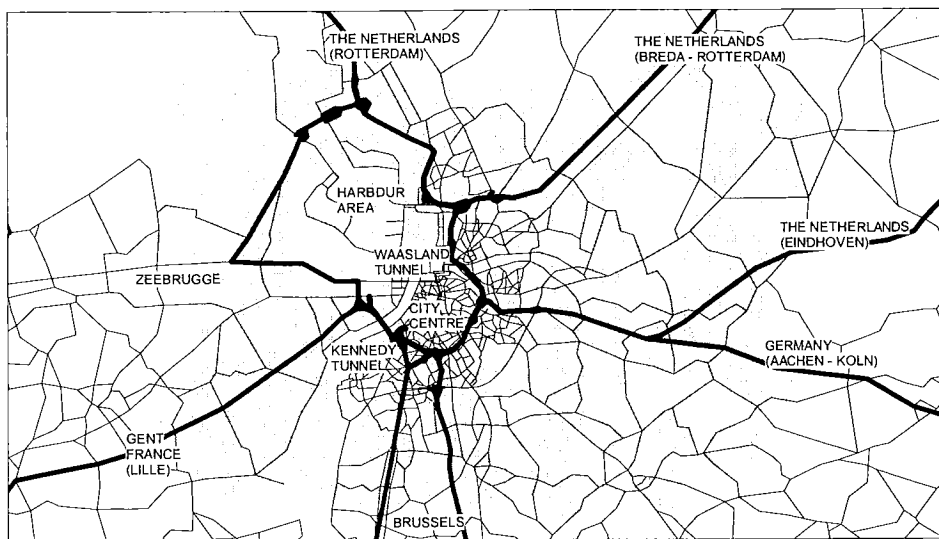 THE NETHERLANDS
(ROTTERDAM)
THE NETHERLANDS
(BREDA - ROTTERDAM)
HARBDUR
AREA
THE NETHERLANDS
(EINDHOVEN)
WAASLAND
TUNNEL
ZEEBRUGGE
CITY
CENTRE
KENNEDY
TUNNEL
GERMANY
(AACHEN - KOLN)
GENT
FRANCE
(LILLE)
BRUSSELS